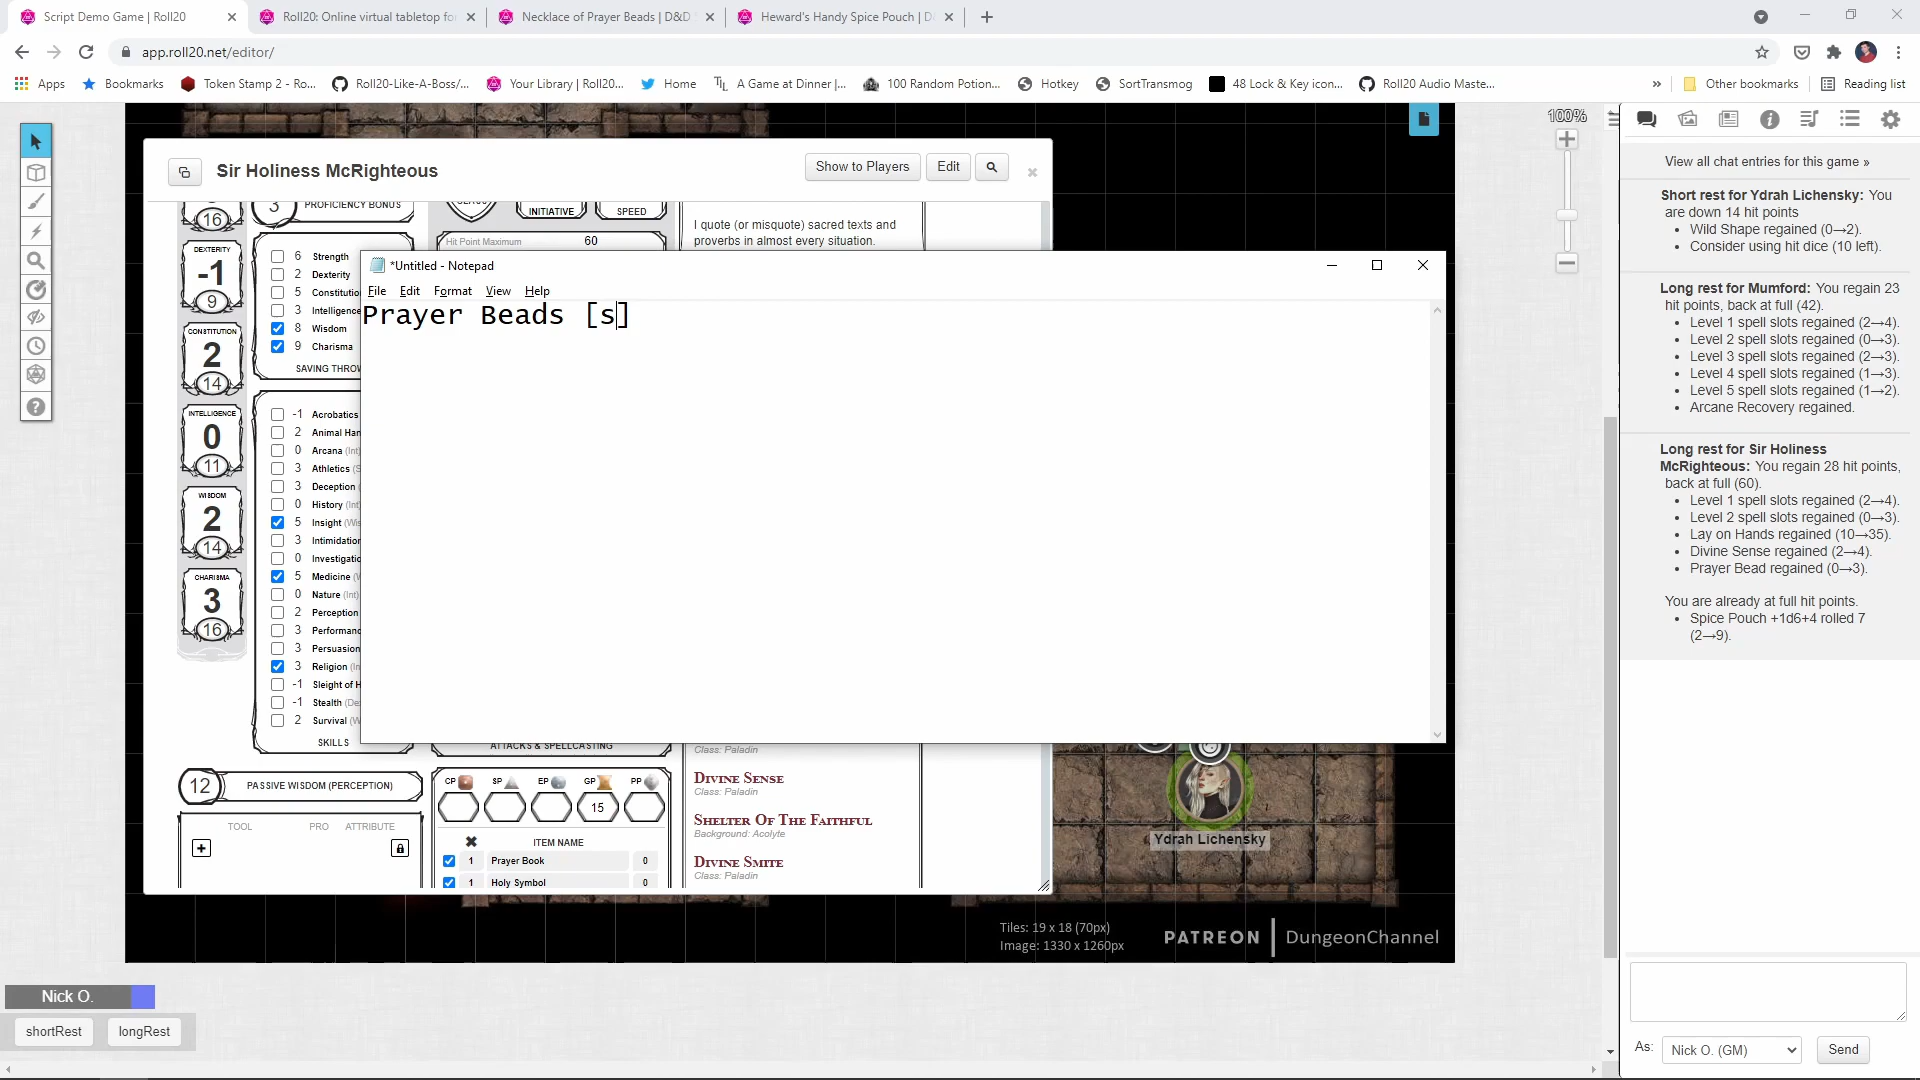 Script Demo Game | Roll20
Roll20: Online virtual tabletop fo
Necklace of Prayer Beads | D&D
Heward's Handy Spice Pouch | D
app.roll20.net/editor/
Apps
Bookmarks
Token Stamp 2 - Ro...
Roll20-Like-A-Boss/...
Your Library | Roll20...
Home
A Game at Dinner |...
100 Random Potion...
Hotkey
SortTransmog
48 Lock & Key icon...
Roll20 Audio Maste...
»
Other bookmarks
Reading list
100%
Sir Holiness McRighteous
Show to Players
Edit
16
3
PROFICIENCY BONUS
INITIATIVE
SPEED
Hit Point Maximum
60
I quote (or misquote) sacred texts and
proverbs in almost every situation.
DEXTERITY
-1
9
CONSTITUTION
2
14
INTELLIGENCE
0
11
WISDOM
2
14
CHARISMA
3
16
6 Strength
2 Dexterity
5 Constitutio
3 Intelligence
8 Wisdom
9 Charisma
SAVING THROW
-1 Acrobatics
2 Animal Han
0 Arcana (Int)
3 Athletics (S
3 Deception (
0 History (Int)
5 Insight (Wis
3 Intimidation
0 Investigatio
5 Medicine (W
0 Nature (Int)
2 Perception
3 Performanc
3 Persuasion
3 Religion (In
-1 Sleight of H
-1 Stealth (De
2 Survival (W
SKILLS
*Untitled - Notepad
File Edit Format View Help
Prayer Beads [s]
12
PASSIVE WISDOM (PERCEPTION)
TOOL PRO ATTRIBUTE
ATTACKS & SPELLCASTING
CP SP EP GP PP
15
ITEM NAME
1 Prayer Book 0
1 Holy Symbol 0
Class: Paladin
Divine Sense
Class: Paladin
Shelter Of The Faithful
Background: Acolyte
Divine Smite
Class: Paladin
Ydrah Lichensky
Tiles: 19 x 18 (70px)
Image: 1330 x 1260px
PATREON | DungeonChannel
Nick O.
shortRest
longRest
View all chat entries for this game »
Short rest for Ydrah Lichensky: You
are down 14 hit points
• Wild Shape regained (0→2).
• Consider using hit dice (10 left).
Long rest for Mumford: You regain 23
hit points, back at full (42).
• Level 1 spell slots regained (2→4).
• Level 2 spell slots regained (0→3).
• Level 3 spell slots regained (2→3).
• Level 4 spell slots regained (1→3).
• Level 5 spell slots regained (1→2).
• Arcane Recovery regained.
Long rest for Sir Holiness
McRighteous: You regain 28 hit points,
back at full (60).
• Level 1 spell slots regained (2→4).
• Level 2 spell slots regained (0→3).
• Lay on Hands regained (10→35).
• Divine Sense regained (2→4).
• Prayer Bead regained (0→3).
You are already at full hit points.
• Spice Pouch +1d6+4 rolled 7
(2→9).
As:
Nick O. (GM)
Send